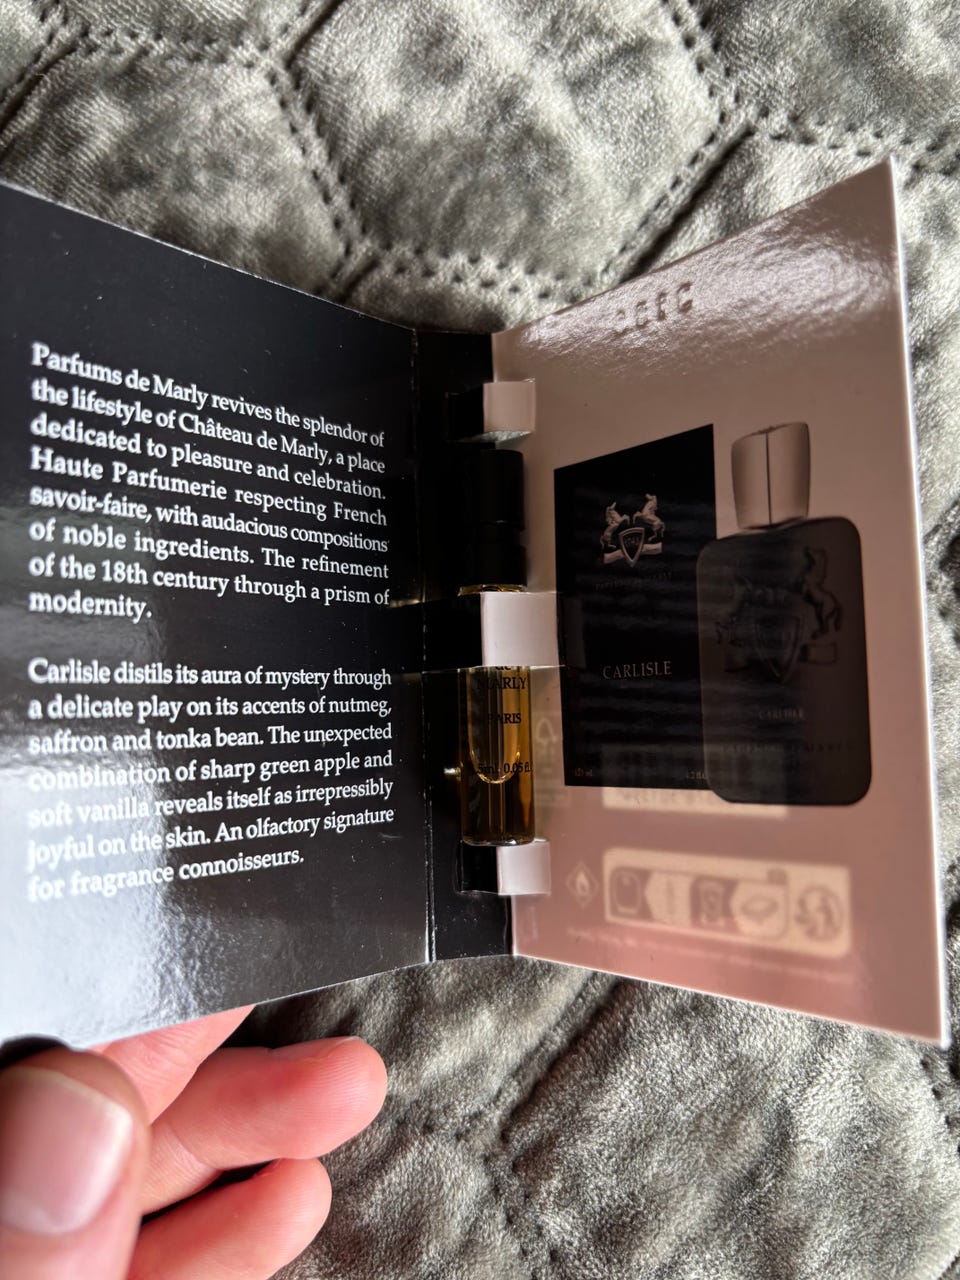 Parfums de Marly revives the splendor of
the lifestyle of Château de Marly, a place
dedicated to pleasure and celebration.
Haute Parfumerie respecting French
savoir-faire, with audacious compositions
of noble ingredients. The refinement
of the 18th century through a prism of
modernity.
Carlisle distils its aura of mystery through
a delicate play on its accents of nutmeg,
saffron and tonka bean. The unexpected
combination of sharp green apple and
soft vanilla reveals itself as irrepressibly
joyful on the skin. An olfactory signature
for fragrance connoisseurs.
de
MARLY
PARIS
0.05 fl.
CARLISLE
CARLISLE